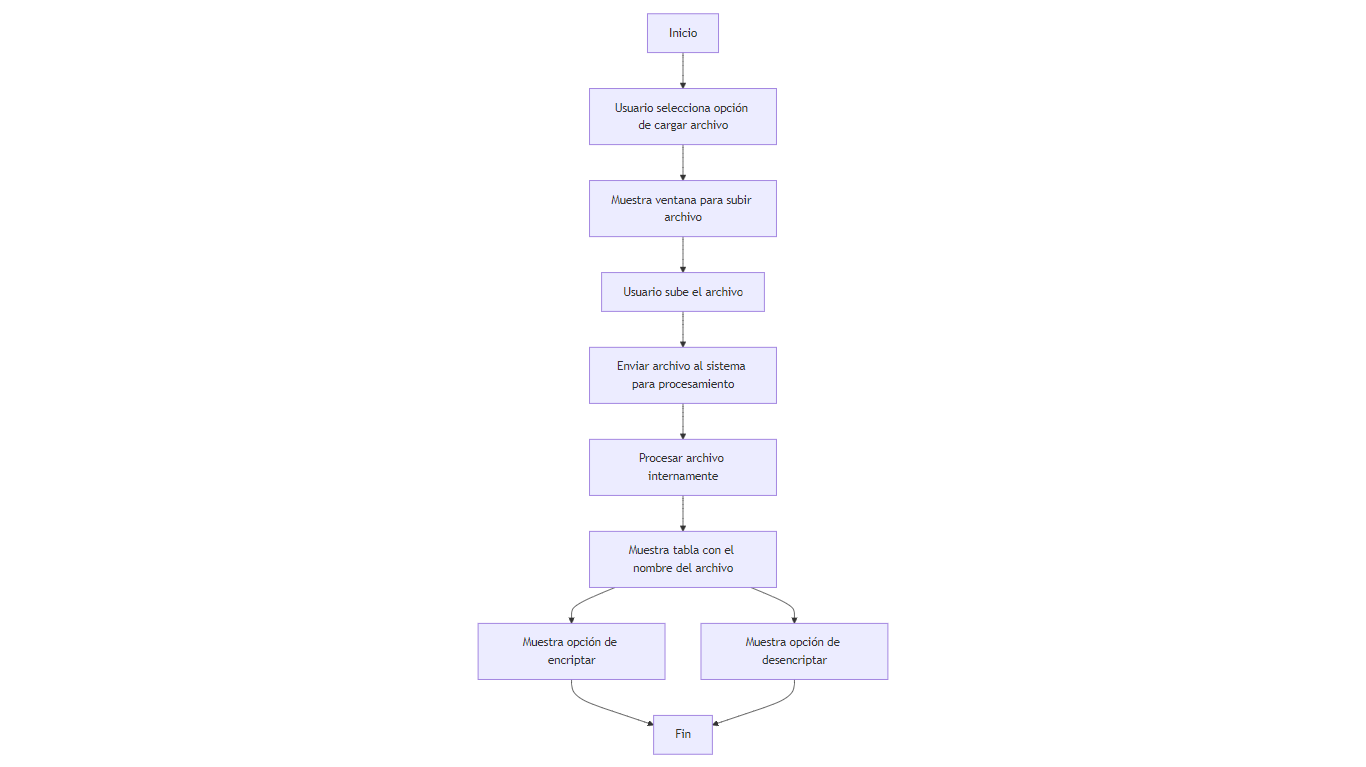 Inicio
Usuario selecciona opción
de cargar archivo
Muestra ventana para subir
archivo
Usuario sube el archivo
Enviar archivo al sistema
para procesamiento
Procesar archivo
internamente
Muestra tabla con el
nombre del archivo
Muestra opción de
encriptar
Muestra opción de
desencriptar
Fin